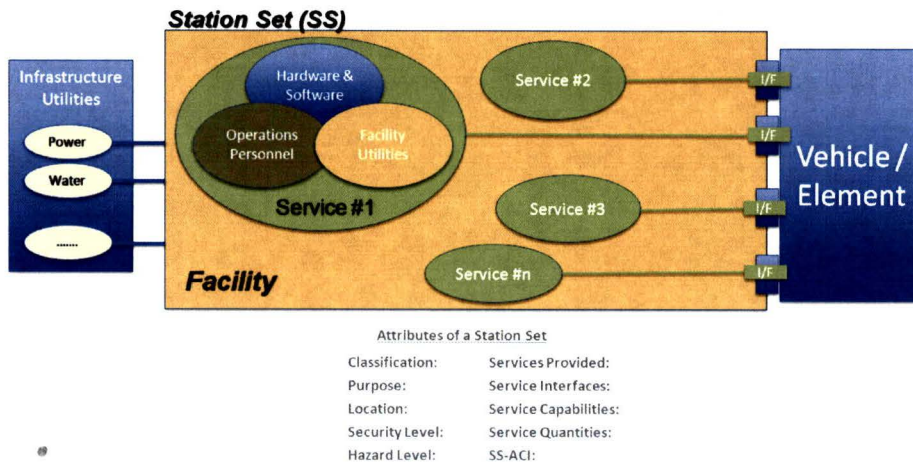 Station Set (SS)
Infrastructure
Utilities
Power
Water
.......
Hardware &
Software
Operations
Personnel
Facility
Utilities
Service #1
Facility
Service #2
Service #3
Service #n
I/F
I/F
I/F
I/F
Vehicle /
Element
Attributes of a Station Set
Classification: Services Provided:
Purpose: Service Interfaces:
Location: Service Capabilities:
Security Level: Service Quantities:
Hazard Level: SS-ACI: